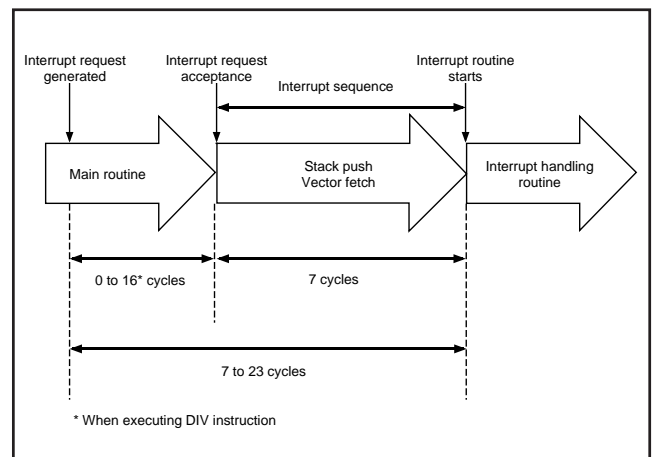 Interrupt request
generated
Interrupt request
acceptance
Interrupt routine
starts
Interrupt sequence
Main routine
Stack push
Vector fetch
Interrupt handling
routine
0 to 16* cycles
7 cycles
7 to 23 cycles
* When executing DIV instruction